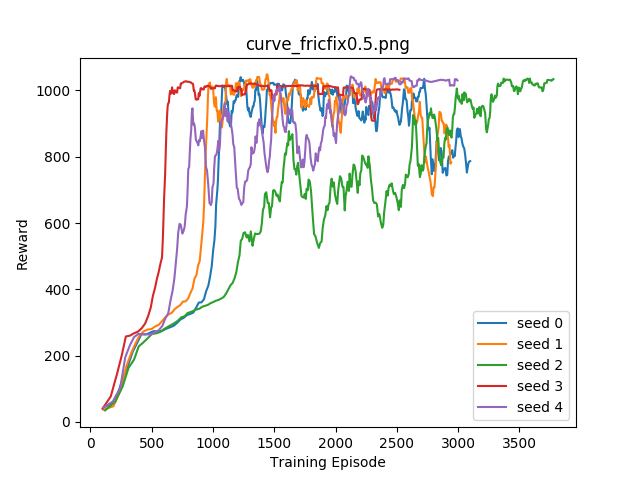 curve_fricfix0.5.png
Reward
1000
800
600
400
200
0
0 500 1000 1500 2000 2500 3000 3500
Training Episode
seed 0
seed 1
seed 2
seed 3
seed 4